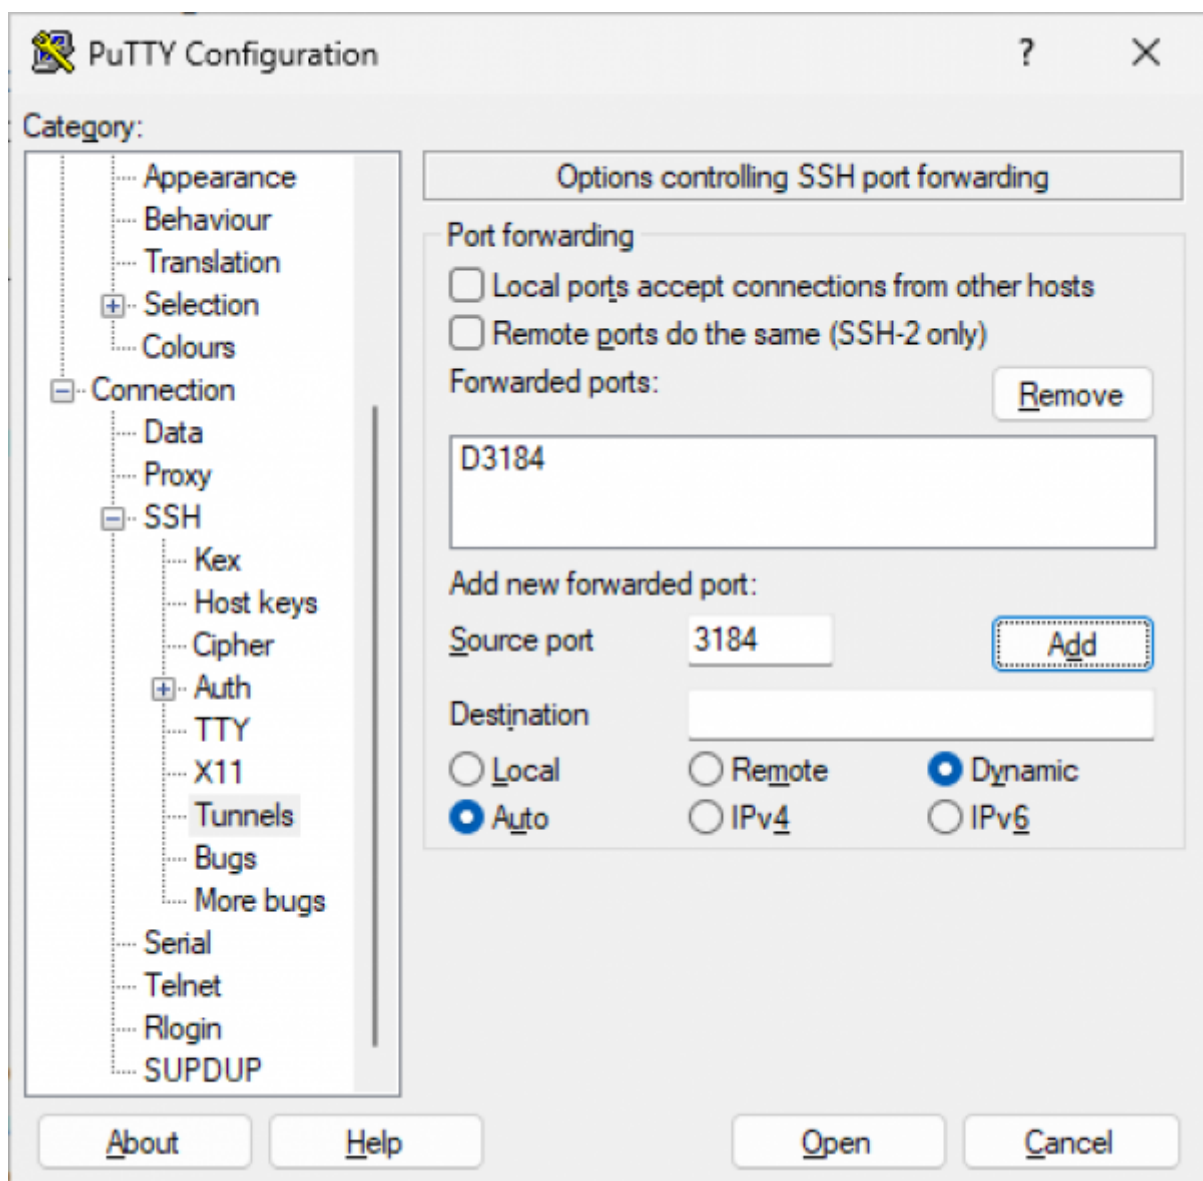 PuTTY Configuration ? ×
Category:
Appearance
Behaviour
Translation
Selection
Colours
Connection
Data
Proxy
SSH
Kex
Host keys
Cipher
Auth
TTY
X11
Tunnels
Bugs
More bugs
Serial
Telnet
Rlogin
SUPDUP
Options controlling SSH port forwarding
Port forwarding
Local ports accept connections from other hosts
Remote ports do the same (SSH-2 only)
Forwarded ports: Remove
D3184
Add new forwarded port:
Source port 3184 Add
Destination
Local Remote Dynamic
Auto IPv4 IPv6
About Help Open Cancel